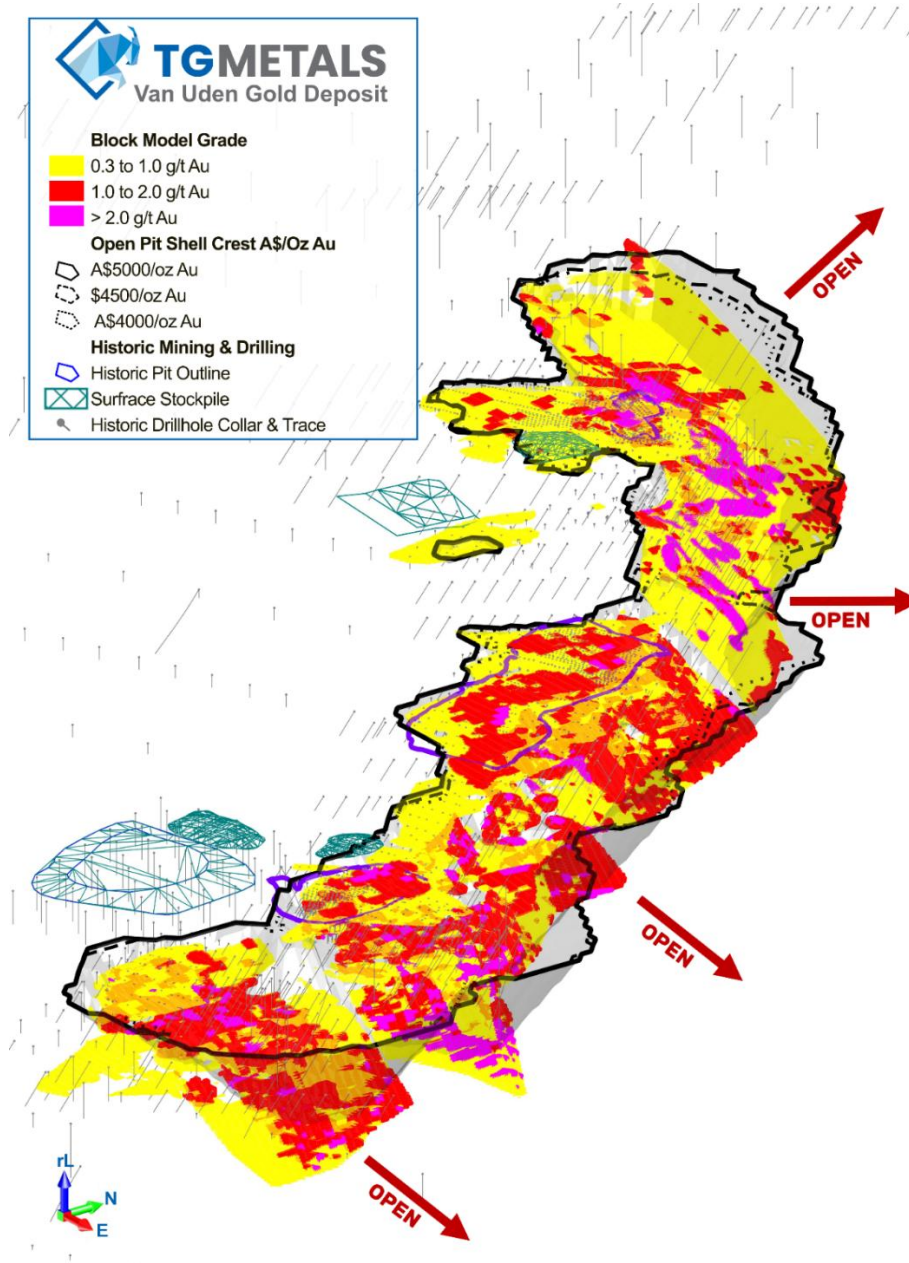 TGMETALS
Van Uden Gold Deposit
Block Model Grade
0.3 to 1.0 g/t Au
1.0 to 2.0 g/t Au
> 2.0 g/t Au
Open Pit Shell Crest A$/Oz Au
A$5000/oz Au
$4500/oz Au
A$4000/oz Au
Historic Mining & Drilling
Historic Pit Outline
Surfrace Stockpile
Historic Drillhole Collar & Trace
OPEN
OPEN
OPEN
OPEN
rL
N
E